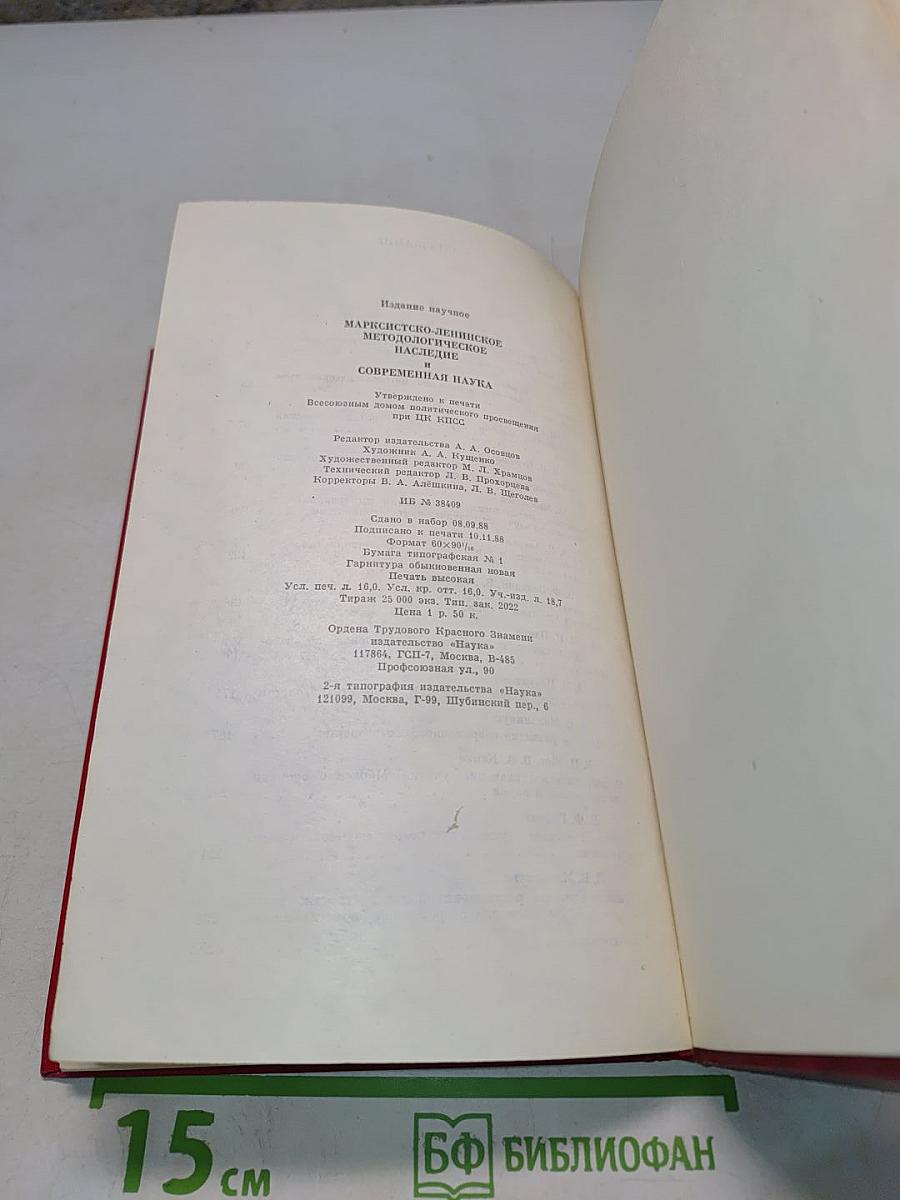 Издание научное
МАРКСИСТСКО-ЛЕНИНСКОЕ
МЕТОДОЛОГИЧЕСКОЕ
НАСЛЕДИЕ
и
СОВРЕМЕННАЯ НАУКА
Утверждено к печати
Всесоюзным домом политического просвещения
при ЦК КПСС
Редактор издательства А. А. Осовцов
Художник А. А. Кущенко
Художественный редактор М. Л. Храмцов
Технический редактор Л. В. Прохорцева
Корректоры В. А. Алёшкина, Л. В. Щеголев
ИБ № 38409
Сдано в набор 08.09.88
Подписано к печати 10.11.88
Формат 60×90¹/₁₆
Бумага типографская № 1
Гарнитура обыкновенная новая
Печать высокая
Усл. печ. л. 16,0. Усл. кр. отт. 16,0. Уч.-изд. л. 18,7
Тираж 25 000 экз. Тип. зак. 2022
Цена 1 р. 50 к.
Ордена Трудового Красного Знамени
издательство «Наука»
117864, ГСП-7, Москва, В-485
Профсоюзная ул., 90
2-я типография издательства «Наука»
121099, Москва, Г-99, Шубинский пер., 6
15 см
БФ БИБЛИОФАН